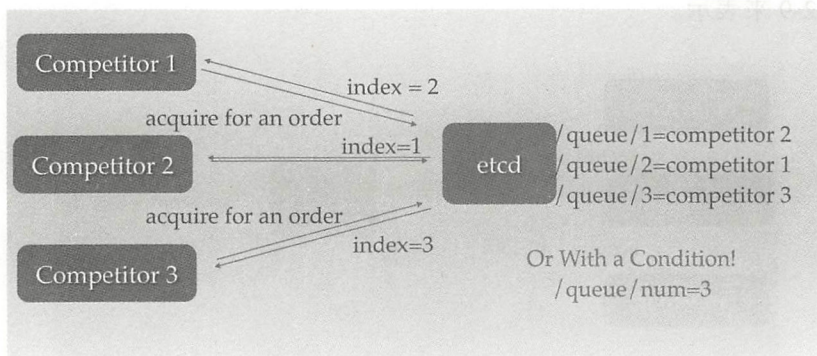 Competitor 1
index = 2
acquire for an order
Competitor 2
index=1
etcd
/queue/1=competitor 2
/queue/2=competitor 1
/queue/3=competitor 3
acquire for an order
index=3
Competitor 3
Or With a Condition!
/queue/num=3